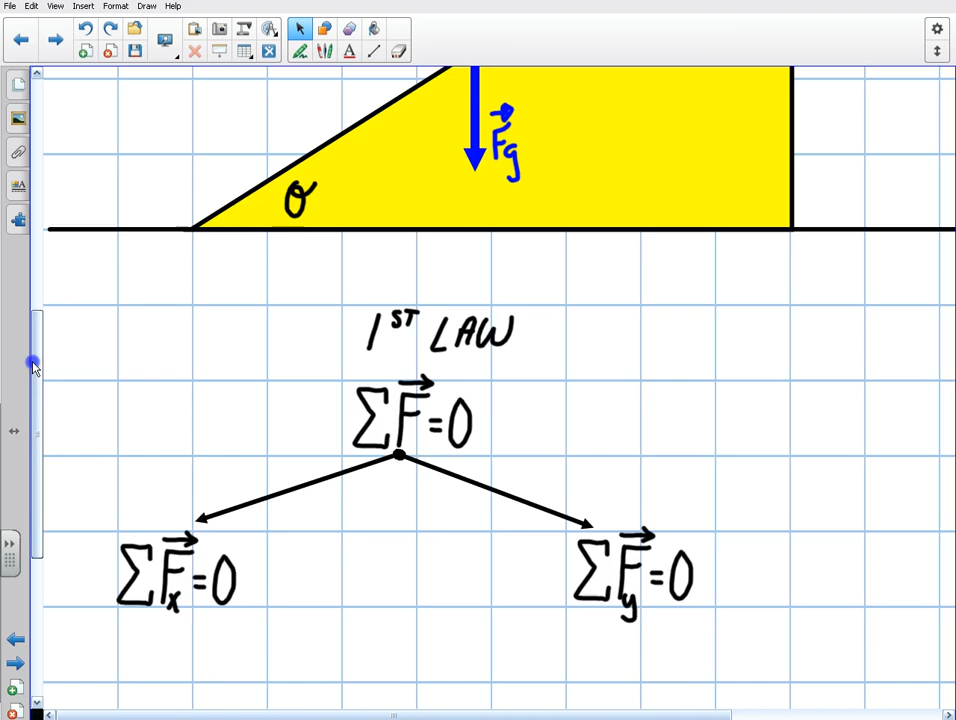 File Edit View Insert Format Draw Help
F⃗g
θ
1ST LAW
ΣF⃗=0
ΣF⃗x=0
ΣF⃗y=0